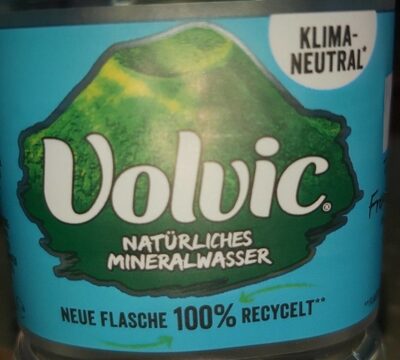 KLIMA-
NEUTRAL*
Volvic®
NATÜRLICHES
MINERALWASSER
NEUE FLASCHE 100% RECYCELT**